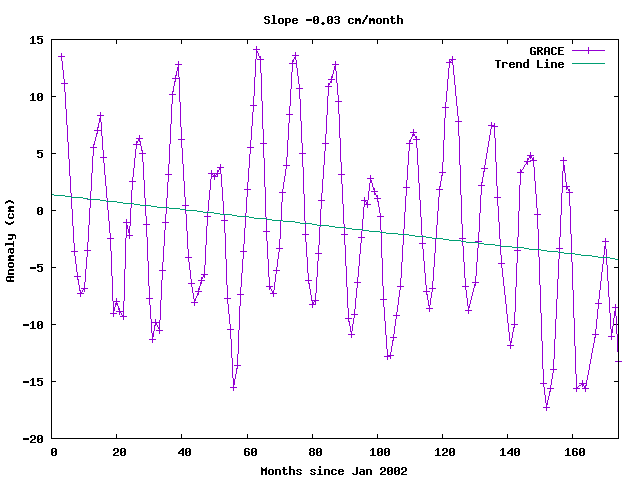 Slope -0.03 cm/month
GRACE
Trend Line
15
10
5
0
-5
-10
-15
-20
Anomaly (cm)
0 20 40 60 80 100 120 140 160
Months since Jan 2002